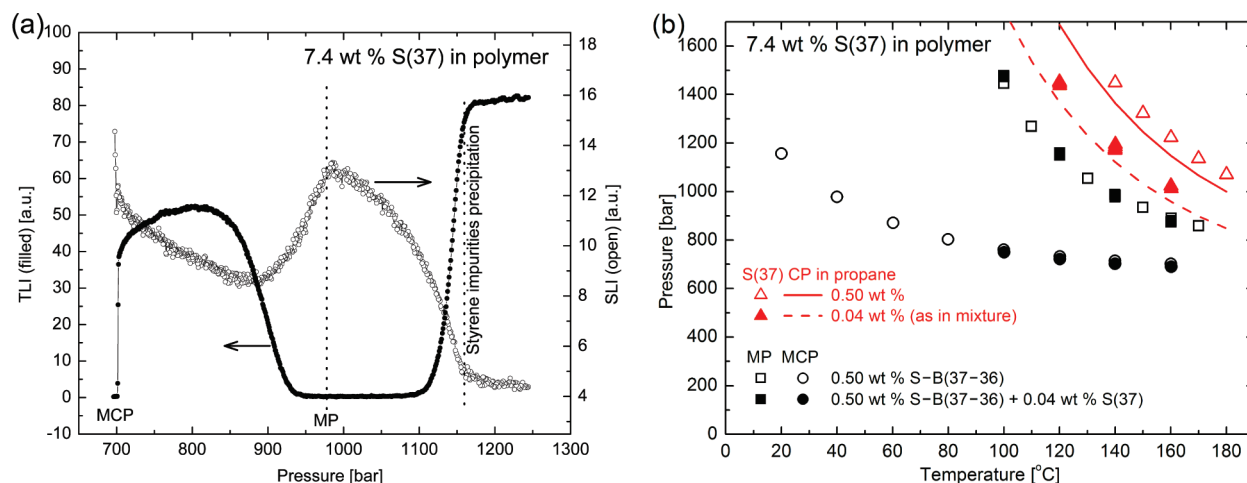 (a)
7.4 wt % S(37) in polymer
100
90
80
70
60
50
40
30
20
10
0
-10
TLI (filled) [a.u.]
18
16
14
12
10
8
6
4
SLI (open) [a.u.]
Styrene impurities precipitation
MCP
MP
700 800 900 1000 1100 1200 1300
Pressure [bar]
(b)
7.4 wt % S(37) in polymer
1600
1400
1200
1000
800
600
400
200
0
Pressure [bar]
S(37) CP in propane
0.50 wt %
0.04 wt % (as in mixture)
MP MCP
0.50 wt % S-B(37-36)
0.50 wt % S-B(37-36) + 0.04 wt % S(37)
0 20 40 60 80 100 120 140 160 180
Temperature [°C]